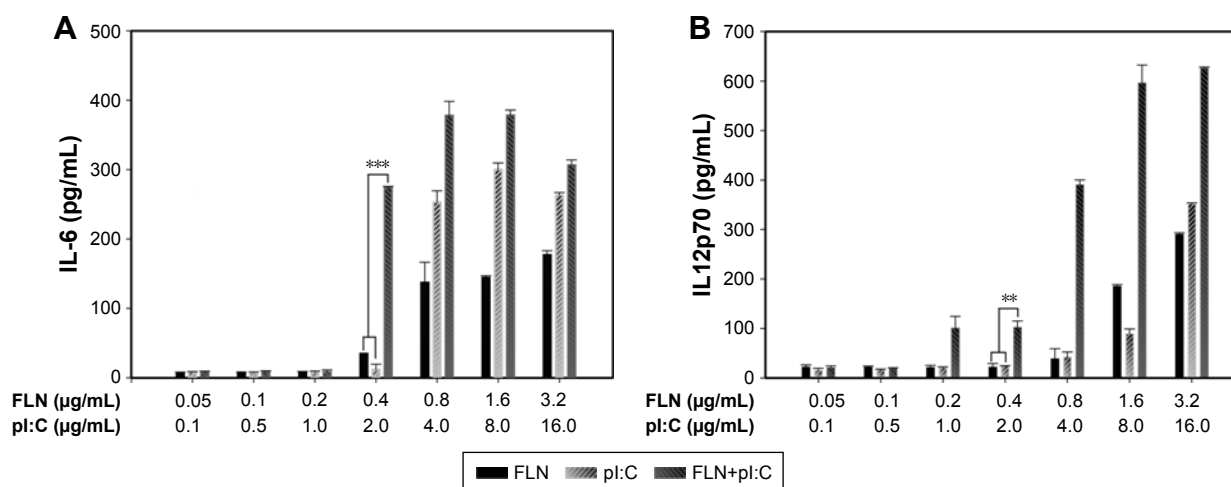 A
IL-6 (pg/mL)
500
400
300
200
100
0
***
FLN (µg/mL) 0.05 0.1 0.2 0.4 0.8 1.6 3.2
pI:C (µg/mL) 0.1 0.5 1.0 2.0 4.0 8.0 16.0
B
IL12p70 (pg/mL)
700
600
500
400
300
200
100
0
**
FLN (µg/mL) 0.05 0.1 0.2 0.4 0.8 1.6 3.2
pI:C (µg/mL) 0.1 0.5 1.0 2.0 4.0 8.0 16.0
FLN pI:C FLN+pI:C